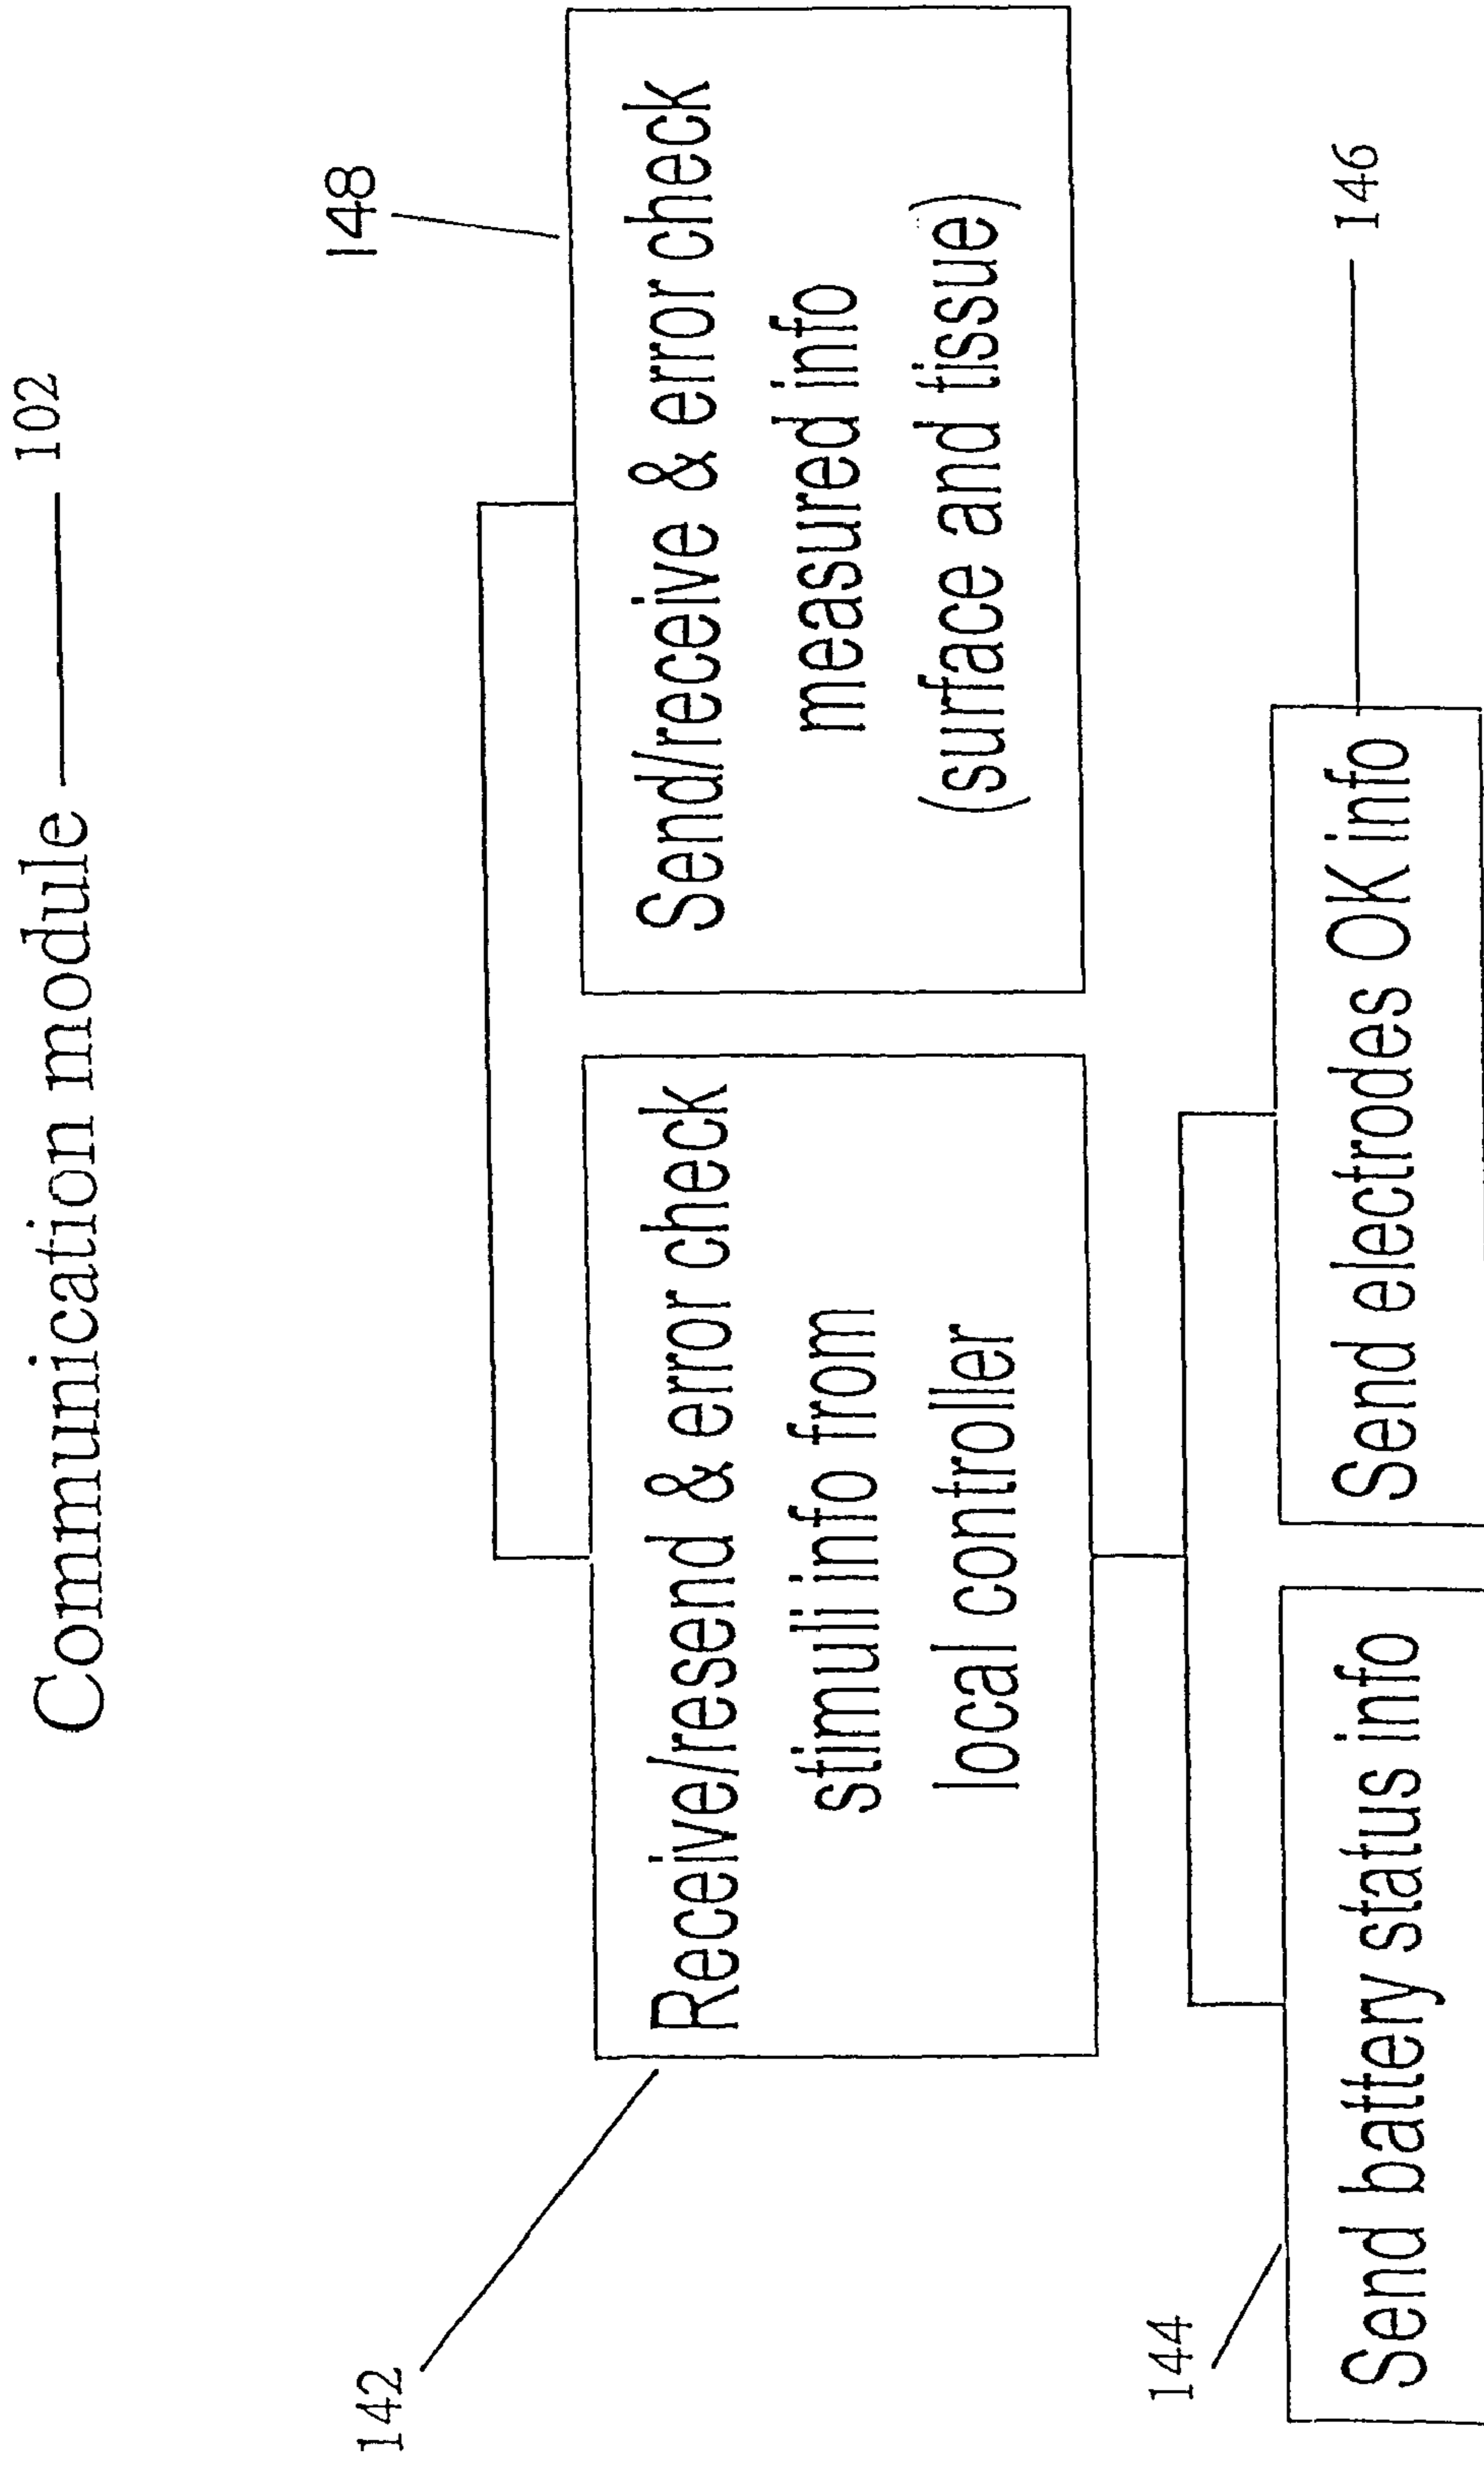 Communication module 102
148
142
Receive/resend & error check
stimuli info from
local controller
Send/receive & error check
measured info
(surface and tissue)
144
146
Send battery status info
Send electrodes OK info